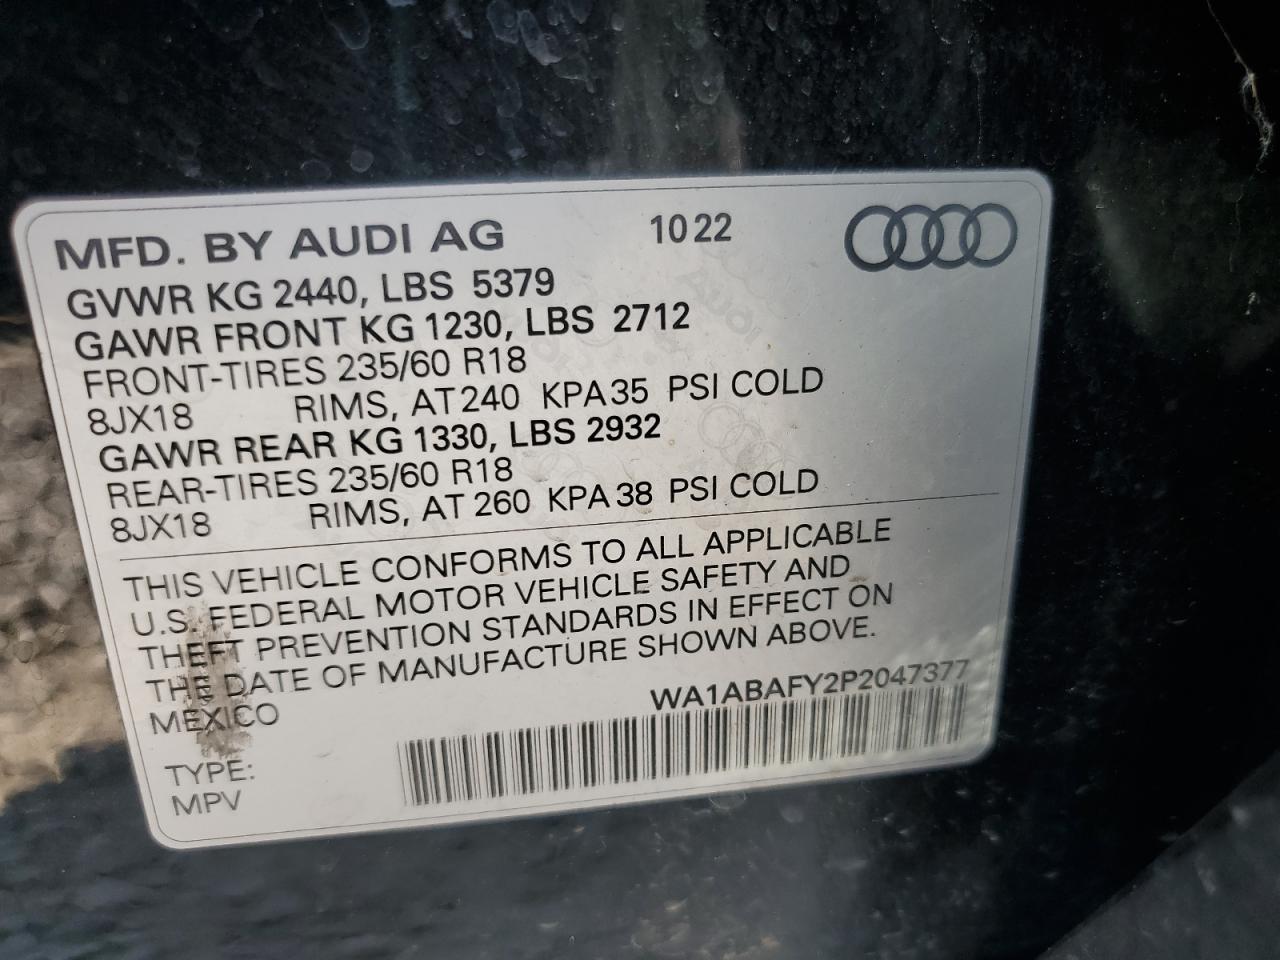 MFD. BY AUDI AG 10 22
GVWR KG 2440, LBS 5379
GAWR FRONT KG 1230, LBS 2712
FRONT-TIRES 235/60 R18
8JX18 RIMS, AT 240 KPA 35 PSI COLD
GAWR REAR KG 1330, LBS 2932
REAR-TIRES 235/60 R18
8JX18 RIMS, AT 260 KPA 38 PSI COLD
THIS VEHICLE CONFORMS TO ALL APPLICABLE
U.S. FEDERAL MOTOR VEHICLE SAFETY AND
THEFT PREVENTION STANDARDS IN EFFECT ON
THE DATE OF MANUFACTURE SHOWN ABOVE.
MEXICO
WA1ABAFY2P2047377
TYPE:
MPV